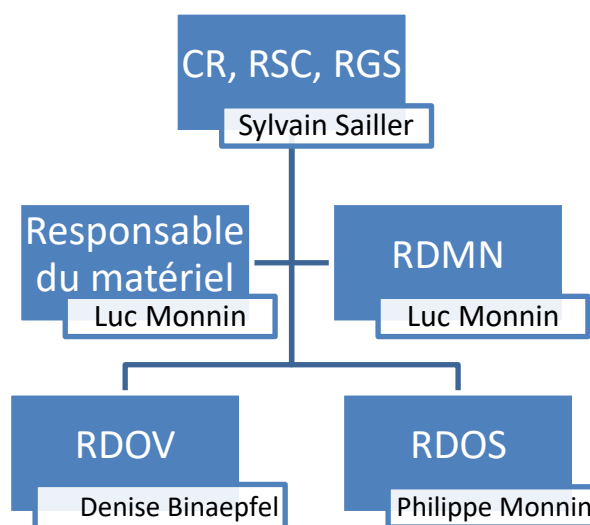 CR, RSC, RGS
Sylvain Sailler
Responsable
du matériel
Luc Monnin
RDMN
Luc Monnin
RDOV
Denise Binaepfel
RDOS
Philippe Monnin